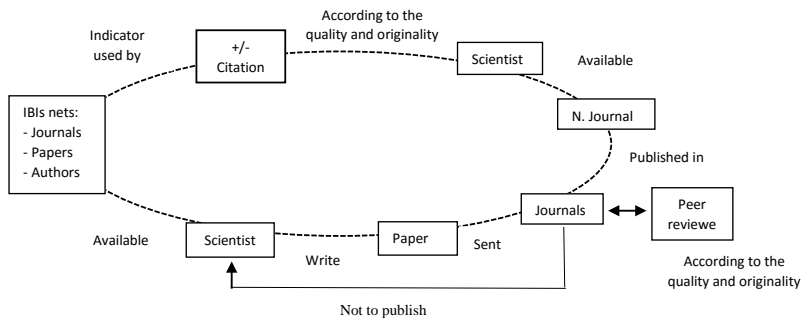 According to the
quality and originality
Indicator
used by
+/-
Citation
Scientist
Available
IBIs nets:
- Journals
- Papers
- Authors
N. Journal
Published in
Journals
Peer
reviewe
Available
Scientist
Write
Paper
Sent
According to the
quality and originality
Not to publish